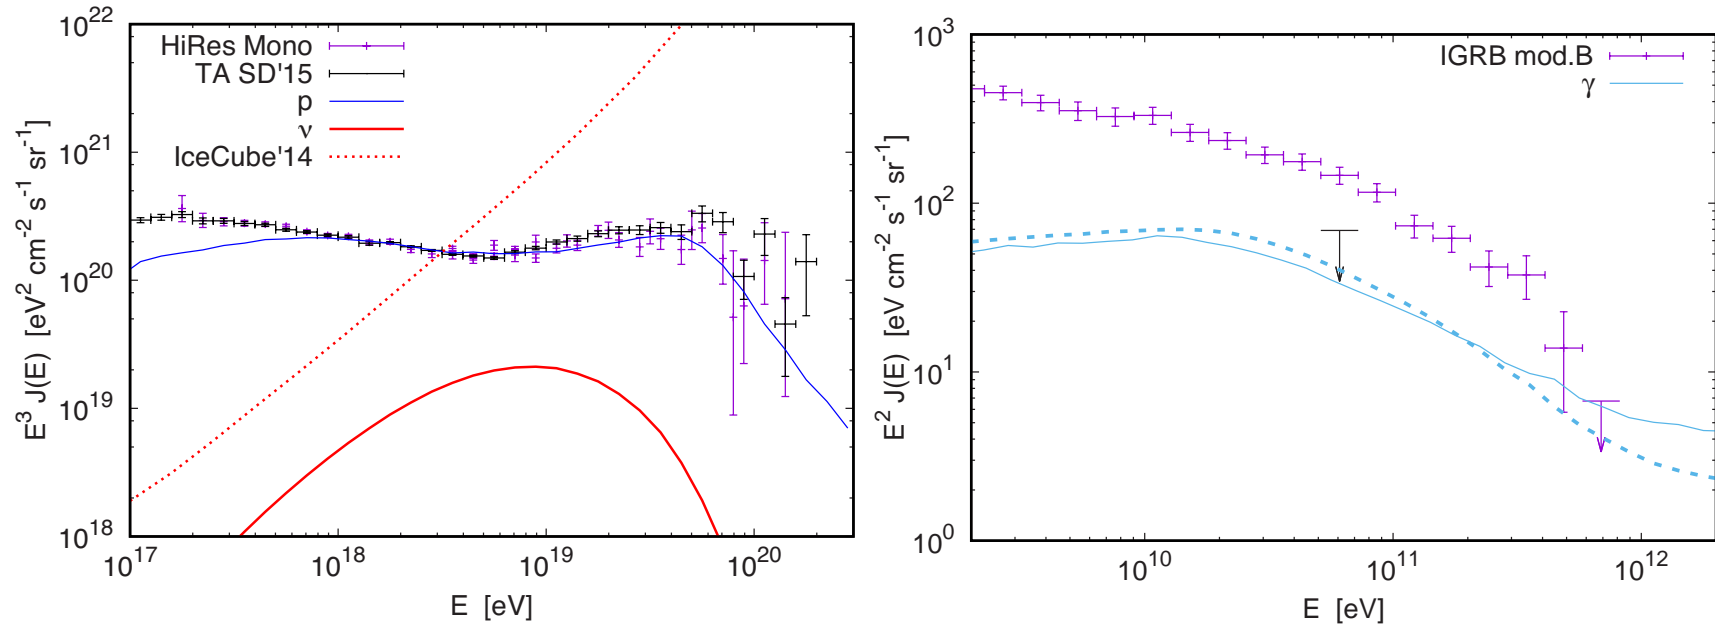 10^22
10^21
10^20
10^19
10^18
E^3 J(E) [eV^2 cm^-2 s^-1 sr^-1]
HiRes Mono
TA SD'15
p
ν
IceCube'14
10^17
10^18
10^19
10^20
E [eV]
10^3
10^2
10^1
10^0
E^2 J(E) [eV cm^-2 s^-1 sr^-1]
IGRB mod.B
γ
10^10
10^11
10^12
E [eV]